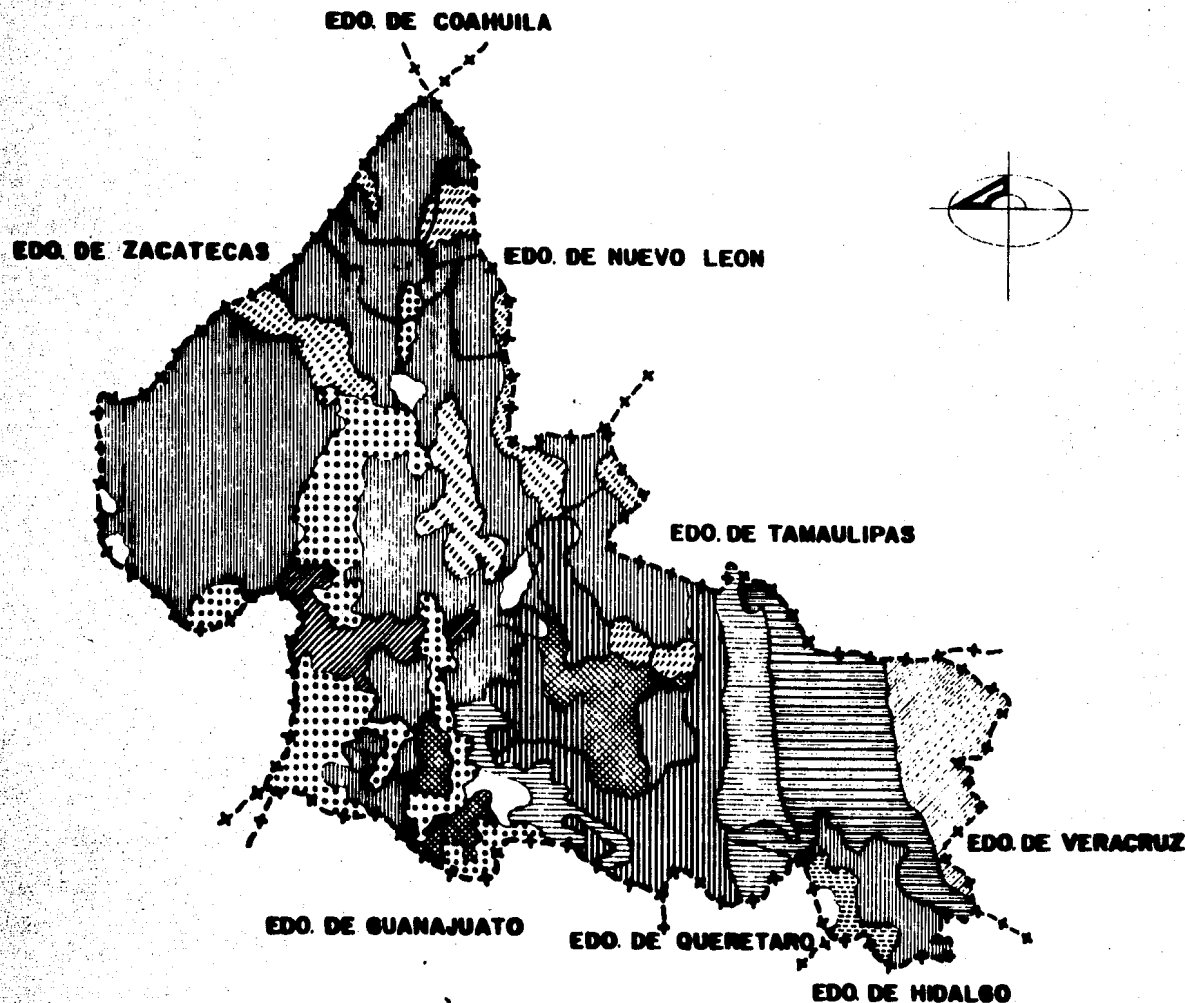 EDO. DE COAHUILA
EDO. DE ZACATECAS
EDO. DE NUEVO LEON
EDO. DE TAMAULIPAS
EDO. DE VERACRUZ
EDO. DE GUANAJUATO
EDO. DE QUERETARO
EDO. DE HIDALGO